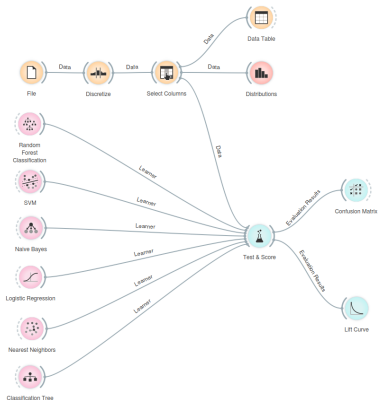 Data Table
Data
Data
Data
Data
File
Discretize
Select Columns
Distributions
Data
Random
Forest
Classification
Learner
SVM
Learner
Naive Bayes
Learner
Evaluation Results
Confusion Matrix
Test & Score
Learner
Logistic Regression
Learner
Evaluation Results
Nearest Neighbors
Learner
Lift Curve
Classification Tree